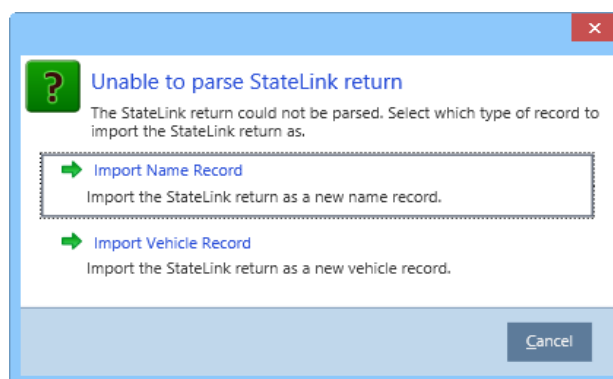 Unable to parse StateLink return
The StateLink return could not be parsed. Select which type of record to
import the StateLink return as.
Import Name Record
Import the StateLink return as a new name record.
Import Vehicle Record
Import the StateLink return as a new vehicle record.
Cancel